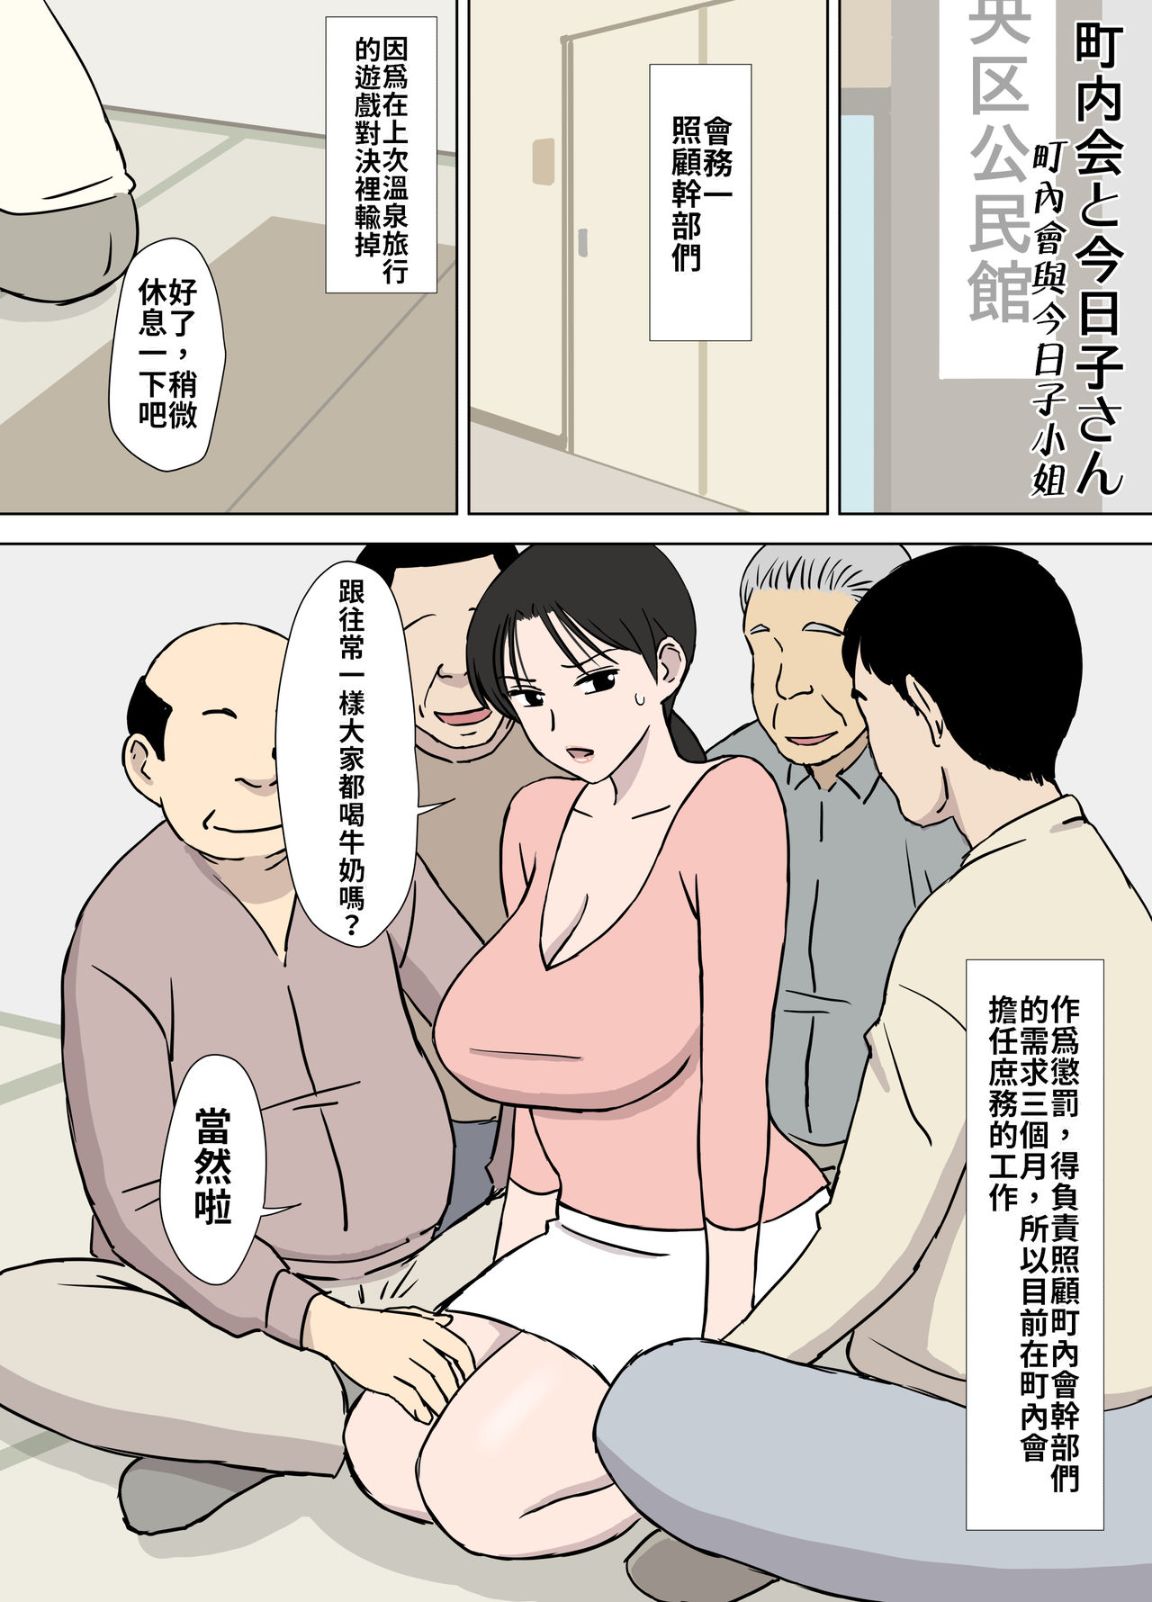 町内会と今日子さん
町內會與今日子小姐
英区公民館
會務一
照顧幹部們
因爲在上次溫泉旅行
的遊戲對決裡輸掉
好了，稍微
休息一下吧
跟往常一樣大家都喝牛奶嗎？
當然啦
作爲懲罰，得負責照顧町內會幹部們
的需求三個月，所以目前在町內會
擔任庶務的工作